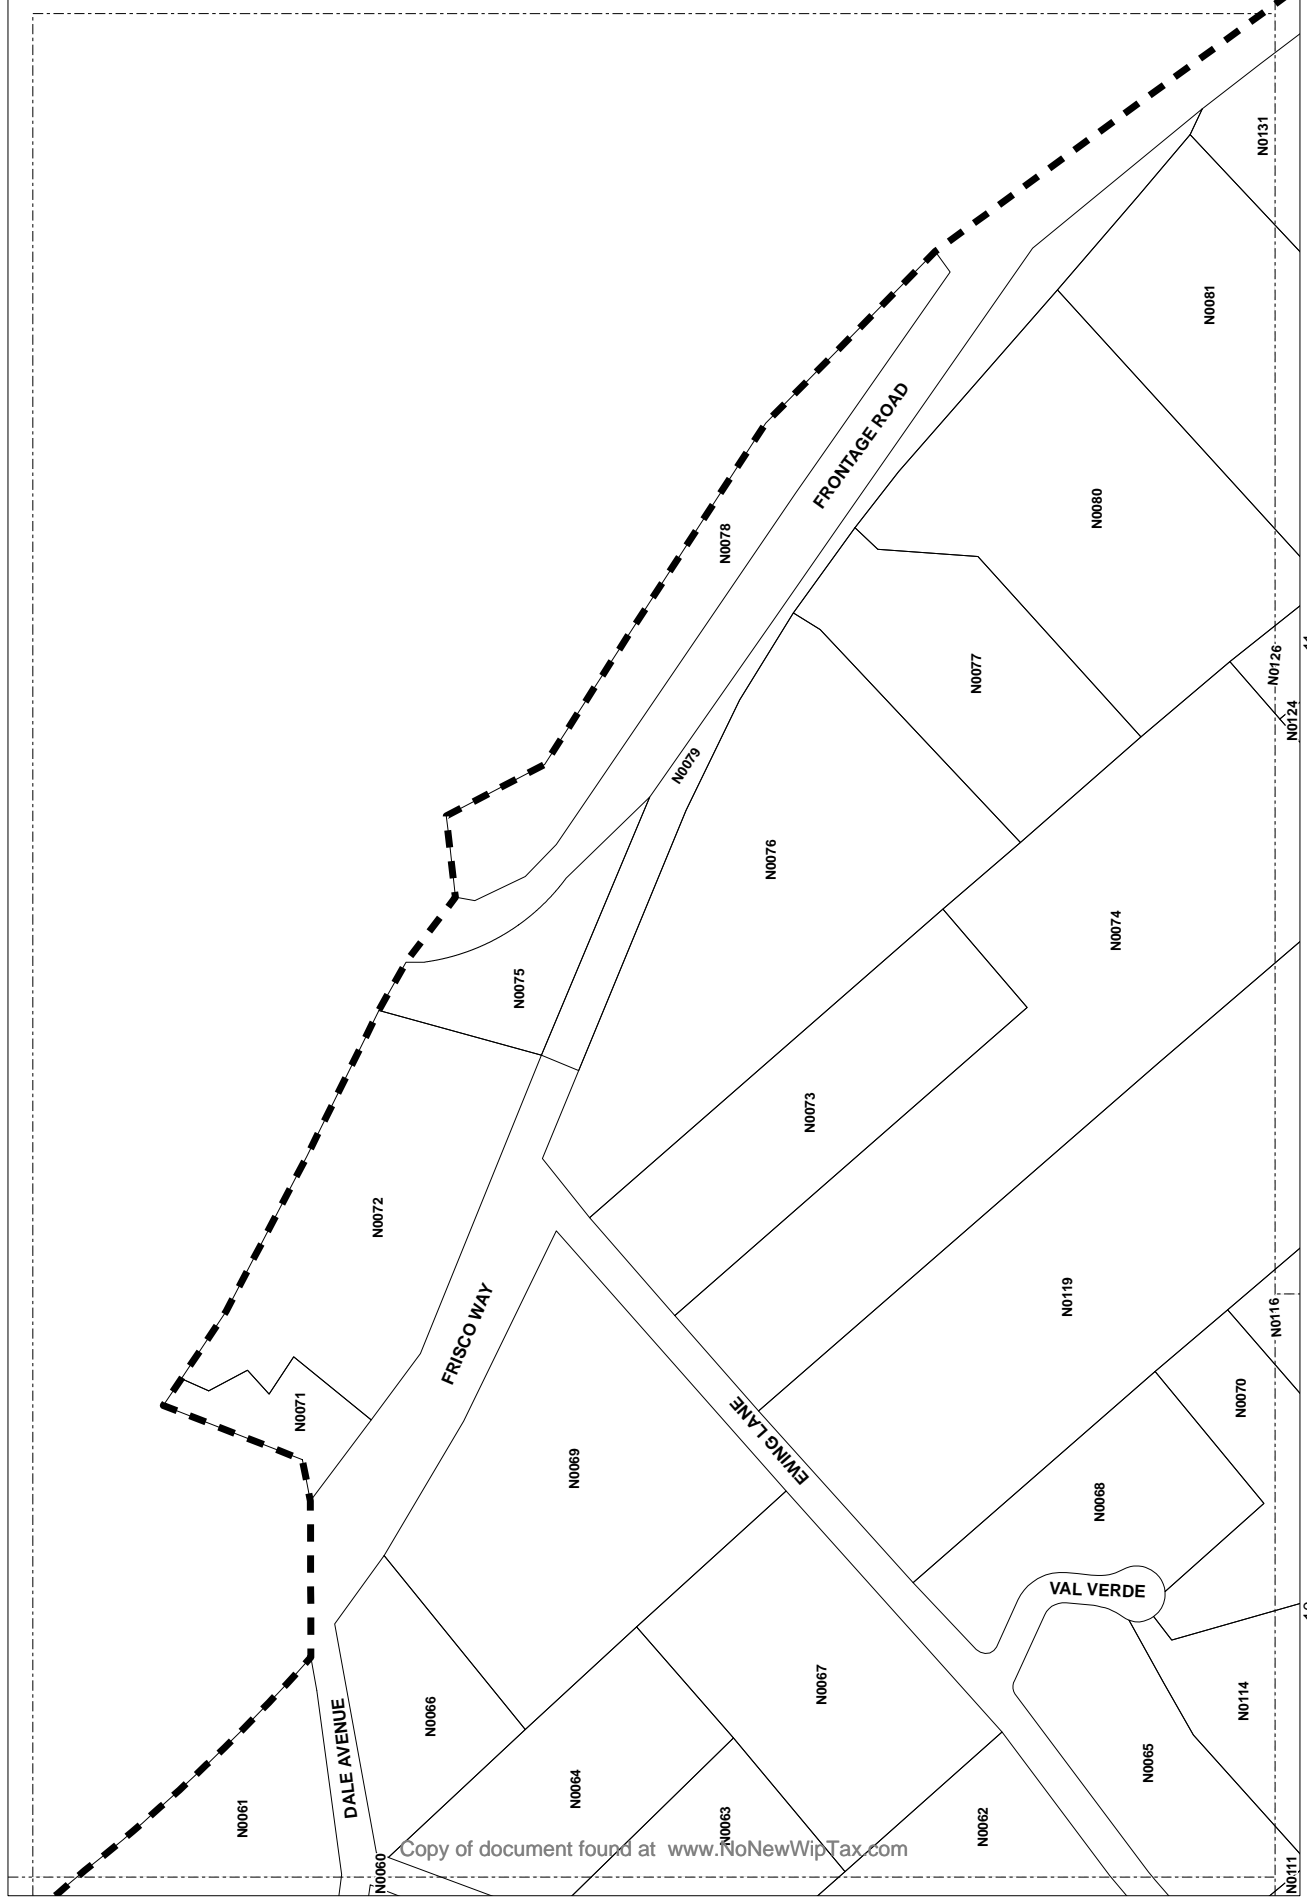 N0131
N0081
FRONTAGE ROAD
N0078
N0080
N0126
N0077
N0124
N0079
N0076
N0074
N0075
N0073
N0072
N0119
N0116
FRISCO WAY
N0071
N0070
EWING LANE
N0069
N0068
VAL VERDE
N0067
N0066
N0114
DALE AVENUE
N0065
N0064
N0061
N0063
N0062
Copy of document found at www.NoNewWipTax.com
N0060
N0111